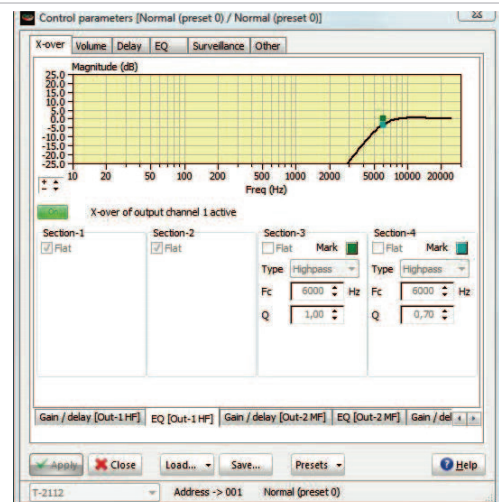 Control parameters [Normal (preset 0) / Normal (preset 0)]
X-over Volume Delay EQ Surveillance Other
Magnitude (dB)
25.0
20.0
15.0
10.0
5.0
0.0
-5.0
-10.0
-15.0
-20.0
-25.0
10 20 50 100 200 500 1000 2000 5000 10000 20000
Freq (Hz)
On X-over of output channel 1 active
Section-1 Section-2 Section-3 Section-4
Flat Flat Flat Mark Flat Mark
Type Highpass Type Highpass
Fc 6000 Hz Fc 6000 Hz
Q 1,00 Q 0,70
Gain / delay [Out-1 HF] EQ [Out-1 HF] Gain / delay [Out-2 MF] EQ [Out-2 MF] Gain / del
Apply Close Load... Save... Presets Help
T-2112 Address -> 001 Normal (preset 0)